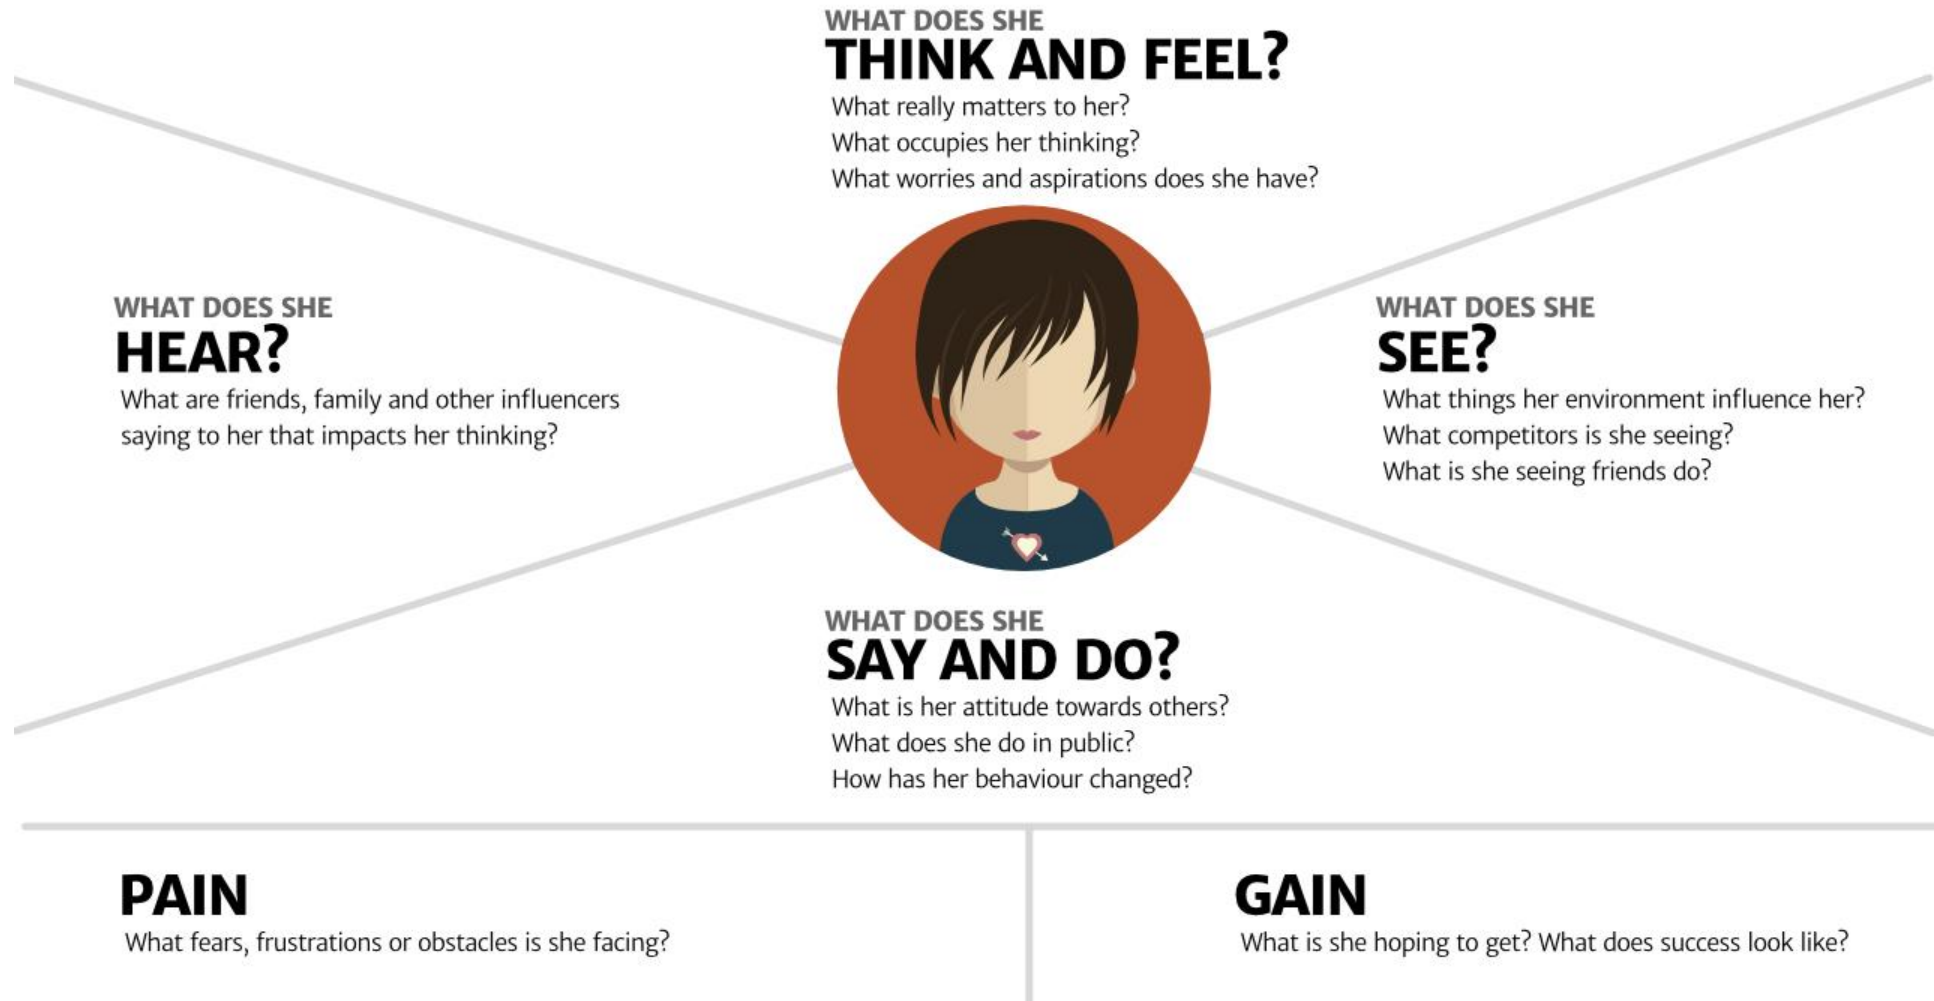 WHAT DOES SHE
THINK AND FEEL?
What really matters to her?
What occupies her thinking?
What worries and aspirations does she have?
WHAT DOES SHE
HEAR?
What are friends, family and other influencers
saying to her that impacts her thinking?
WHAT DOES SHE
SEE?
What things her environment influence her?
What competitors is she seeing?
What is she seeing friends do?
WHAT DOES SHE
SAY AND DO?
What is her attitude towards others?
What does she do in public?
How has her behaviour changed?
PAIN
What fears, frustrations or obstacles is she facing?
GAIN
What is she hoping to get? What does success look like?